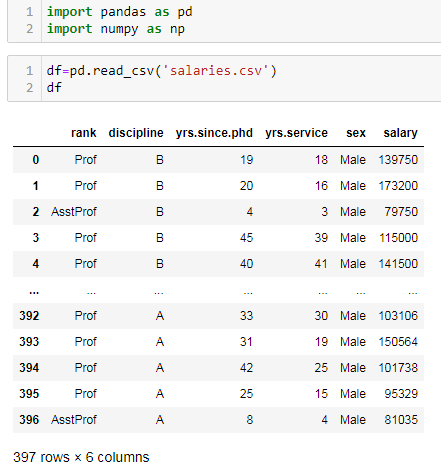 1 import pandas as pd
2 import numpy as np
1 df=pd.read_csv('salaries.csv')
2 df
rank discipline yrs.since.phd yrs.service sex salary
0 Prof B 19 18 Male 139750
1 Prof B 20 16 Male 173200
2 AsstProf B 4 3 Male 79750
3 Prof B 45 39 Male 115000
4 Prof B 40 41 Male 141500
... ... ... ... ... ... ...
392 Prof A 33 30 Male 103106
393 Prof A 31 19 Male 150564
394 Prof A 42 25 Male 101738
395 Prof A 25 15 Male 95329
396 AsstProf A 8 4 Male 81035
397 rows × 6 columns